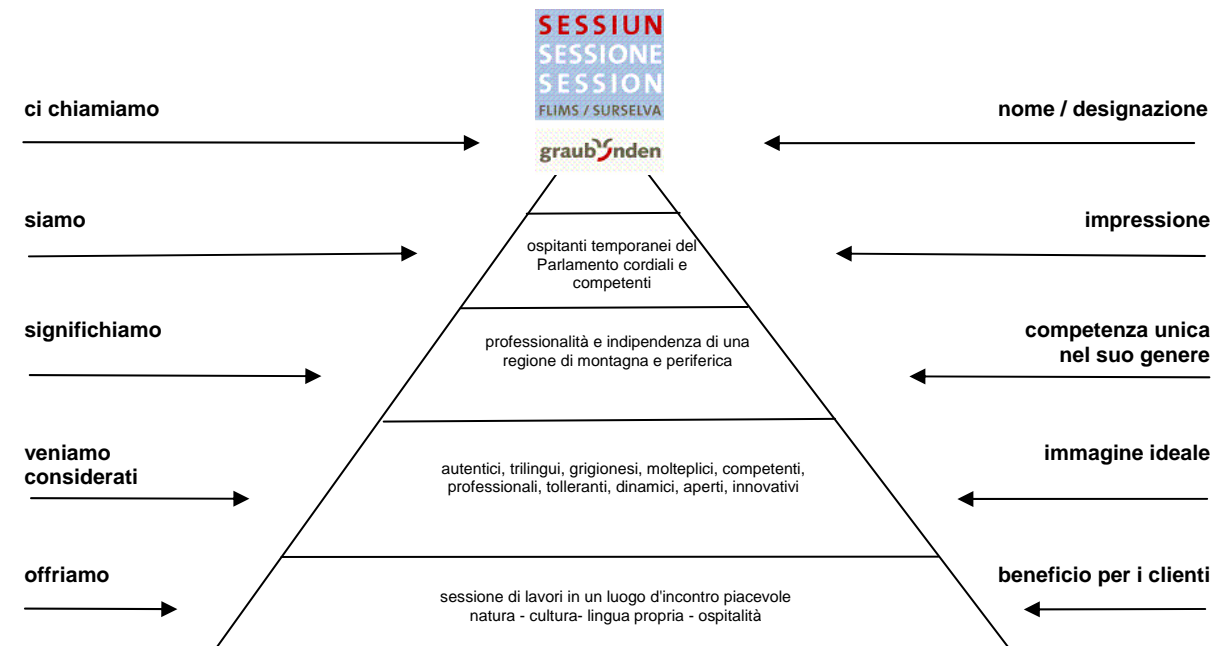 SESSIUN
SESSIONE
SESSION
FLIMS / SURSELVA
graubünden
ci chiamiamo
nome / designazione
siamo
impressione
ospitanti temporanei del
Parlamento cordiali e
competenti
significhiamo
competenza unica
nel suo genere
professionalità e indipendenza di una
regione di montagna e periferica
veniamo
considerati
immagine ideale
autentici, trilingui, grigionesi, molteplici, competenti,
professionali, tolleranti, dinamici, aperti, innovativi
offriamo
beneficio per i clienti
sessione di lavori in un luogo d'incontro piacevole
natura - cultura- lingua propria - ospitalità